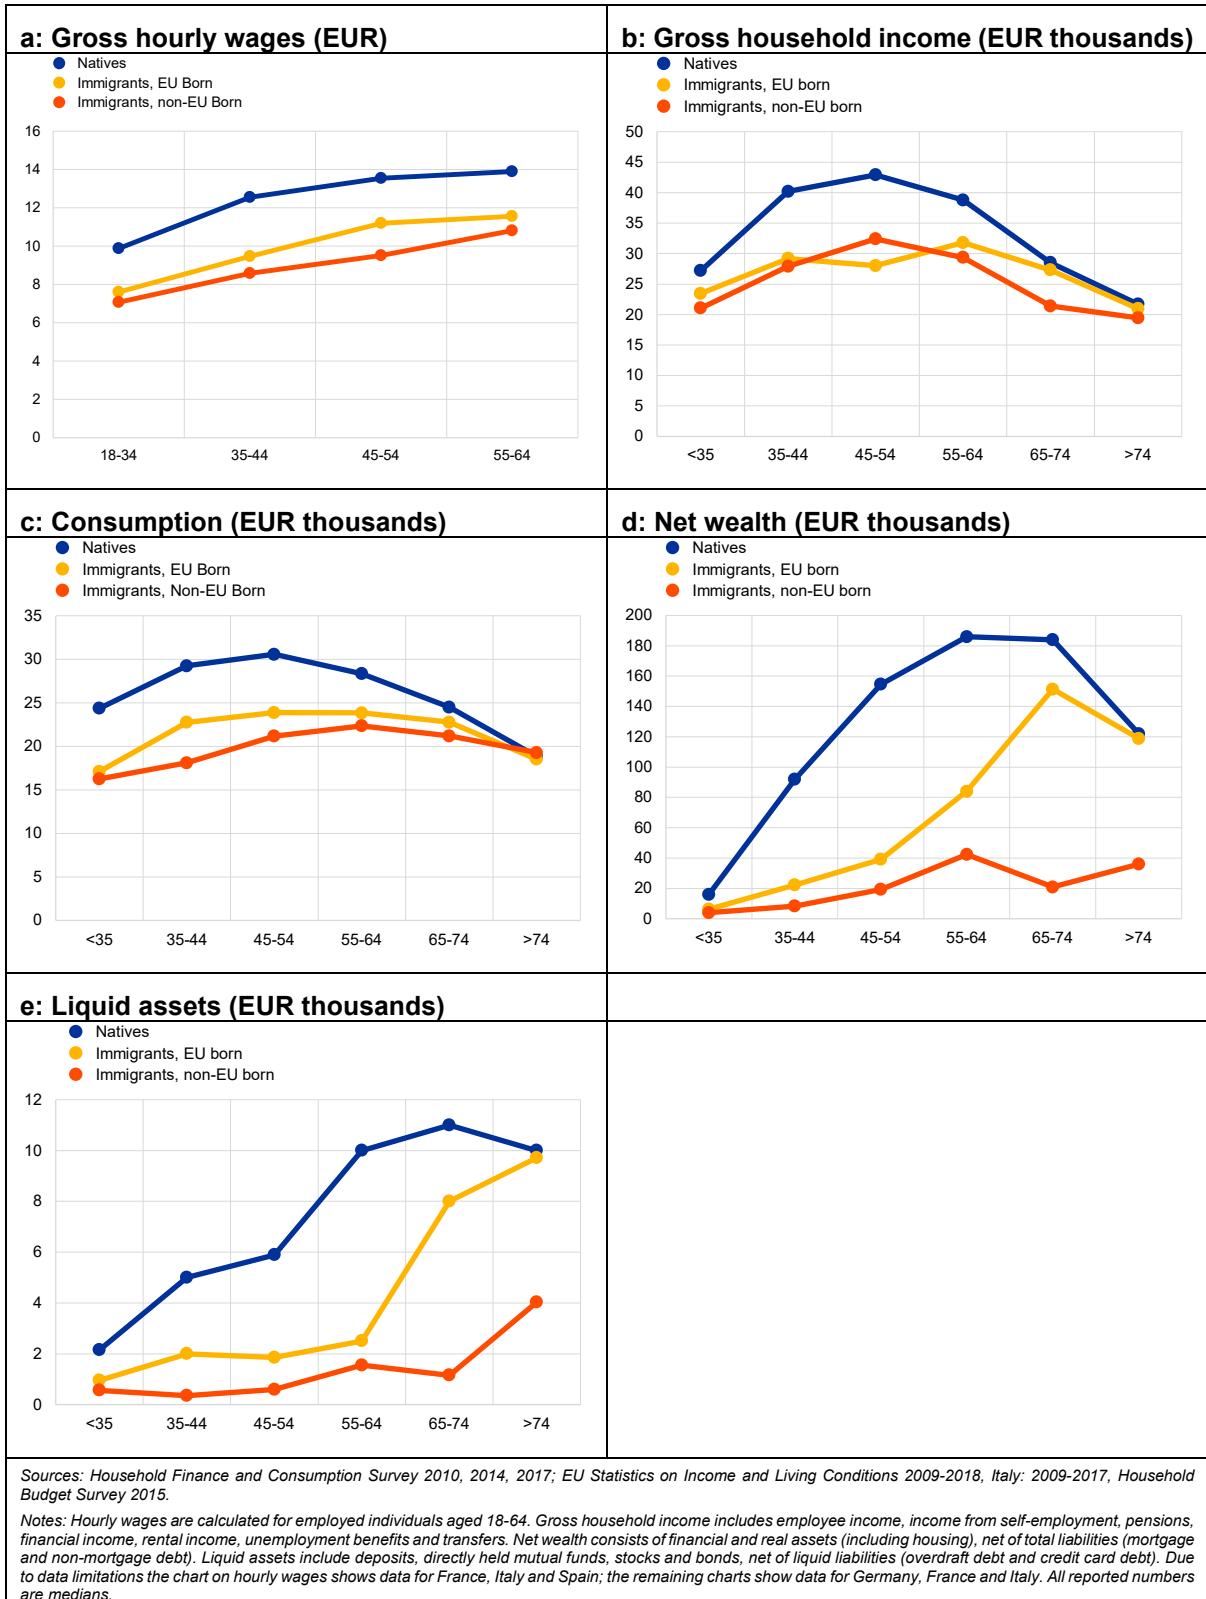 a: Gross hourly wages (EUR)
Natives
Immigrants, EU Born
Immigrants, non-EU Born
16
14
12
10
8
6
4
2
0
18-34 35-44 45-54 55-64
b: Gross household income (EUR thousands)
Natives
Immigrants, EU born
Immigrants, non-EU born
50
45
40
35
30
25
20
15
10
5
0
<35 35-44 45-54 55-64 65-74 >74
c: Consumption (EUR thousands)
Natives
Immigrants, EU Born
Immigrants, Non-EU Born
35
30
25
20
15
10
5
0
<35 35-44 45-54 55-64 65-74 >74
d: Net wealth (EUR thousands)
Natives
Immigrants, EU born
Immigrants, non-EU born
200
180
160
140
120
100
80
60
40
20
0
<35 35-44 45-54 55-64 65-74 >74
e: Liquid assets (EUR thousands)
Natives
Immigrants, EU born
Immigrants, non-EU born
12
10
8
6
4
2
0
<35 35-44 45-54 55-64 65-74 >74
Sources: Household Finance and Consumption Survey 2010, 2014, 2017; EU Statistics on Income and Living Conditions 2009-2018, Italy: 2009-2017, Household
Budget Survey 2015.
Notes: Hourly wages are calculated for employed individuals aged 18-64. Gross household income includes employee income, income from self-employment, pensions,
financial income, rental income, unemployment benefits and transfers. Net wealth consists of financial and real assets (including housing), net of total liabilities (mortgage
and non-mortgage debt). Liquid assets include deposits, directly held mutual funds, stocks and bonds, net of liquid liabilities (overdraft debt and credit card debt). Due
to data limitations the chart on hourly wages shows data for France, Italy and Spain; the remaining charts show data for Germany, France and Italy. All reported numbers
are medians.